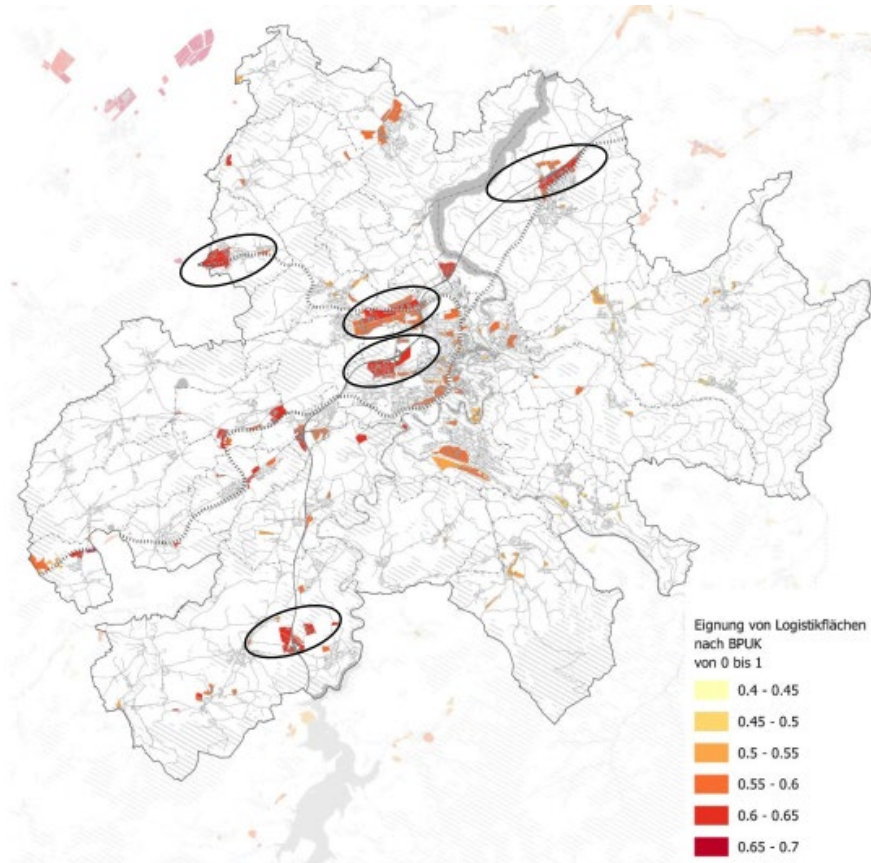 Eignung von Logistikflächen
nach BPUK
von 0 bis 1
0.4 - 0.45
0.45 - 0.5
0.5 - 0.55
0.55 - 0.6
0.6 - 0.65
0.65 - 0.7